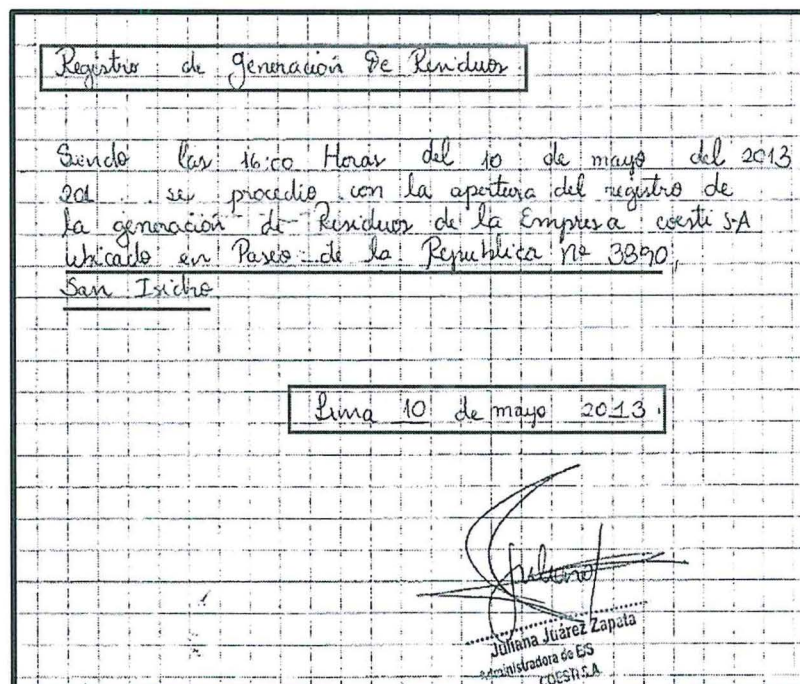 Registro de generación De Residuos
Siendo las 16:00 Horas del 10 de mayo del 2013
201 se procedio con la apertura del registro de
la generación de Residuos de la Empresa coesti S.A
ubicado en Paseo de la Republica Nº 3890,
San Isidro
Lima 10 de mayo 2013.
Juliana J
Juliana Juárez Zapata
Administradora de E/S
COESTI S.A